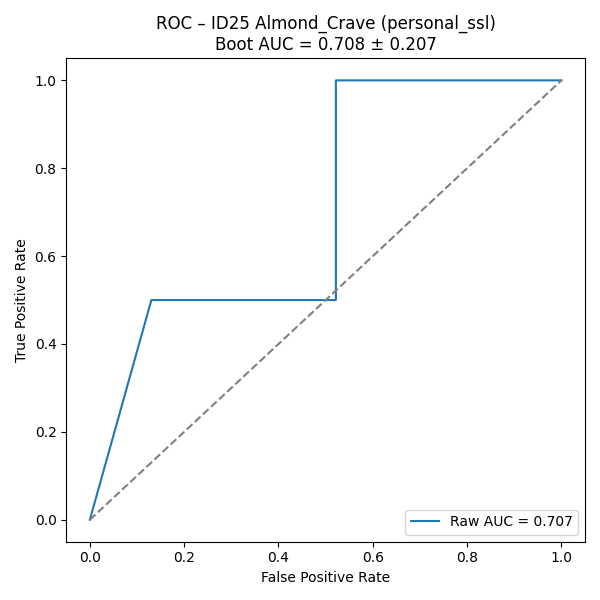 ROC – ID25 Almond_Crave (personal_ssl)
Boot AUC = 0.708 ± 0.207
1.0
0.8
0.6
0.4
0.2
0.0
True Positive Rate
Raw AUC = 0.707
0.0 0.2 0.4 0.6 0.8 1.0
False Positive Rate